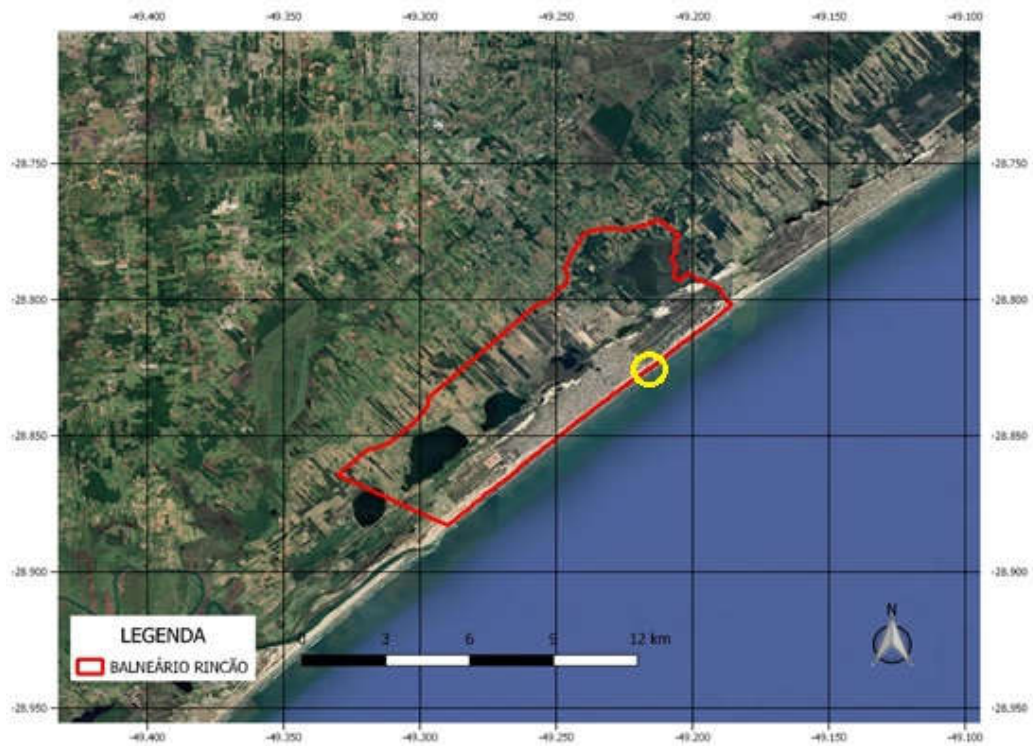 -49.400 -49.350 -49.300 -49.250 -49.200 -49.150 -49.100
-28.750 -28.750
-28.800 -28.800
-28.850 -28.850
-28.900 -28.900
-28.950 -28.950
LEGENDA
BALNEÁRIO RINCÃO
0 3 6 9 12 km
N
-49.400 -49.350 -49.300 -49.250 -49.200 -49.150 -49.100